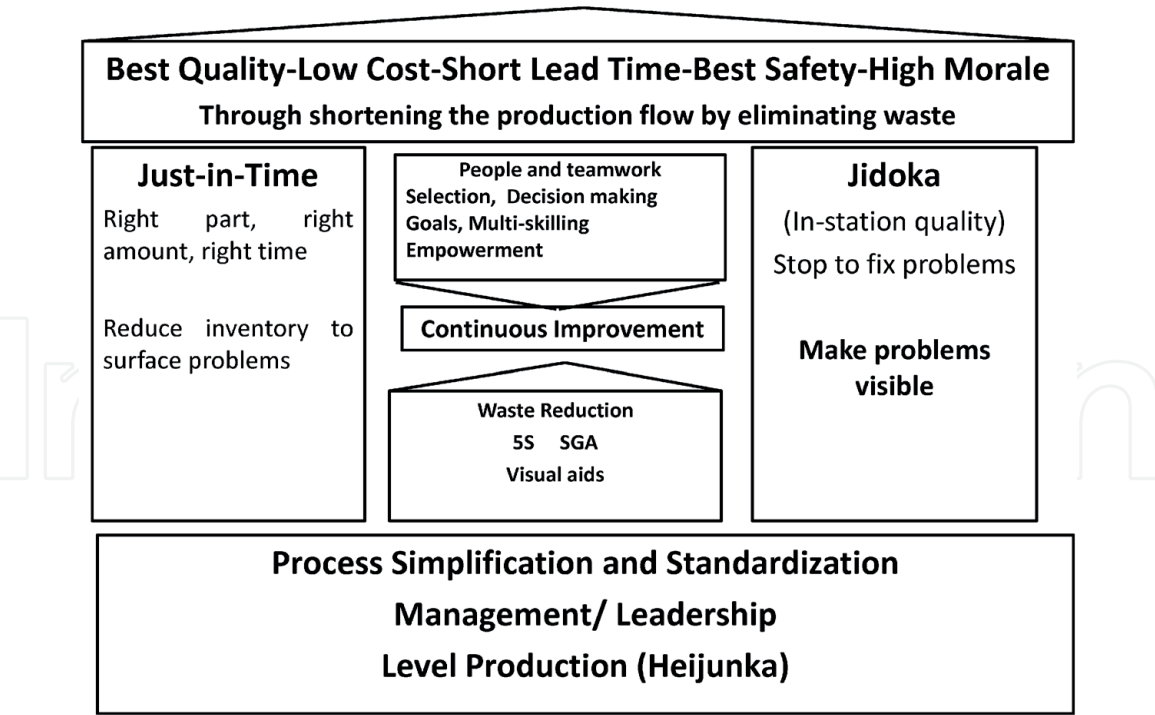 Best Quality-Low Cost-Short Lead Time-Best Safety-High Morale
Through shortening the production flow by eliminating waste
Just-in-Time
Right part, right
amount, right time
Reduce inventory to
surface problems
People and teamwork
Selection, Decision making
Goals, Multi-skilling
Empowerment
Continuous Improvement
Waste Reduction
5S SGA
Visual aids
Jidoka
(In-station quality)
Stop to fix problems
Make problems
visible
Process Simplification and Standardization
Management/ Leadership
Level Production (Heijunka)